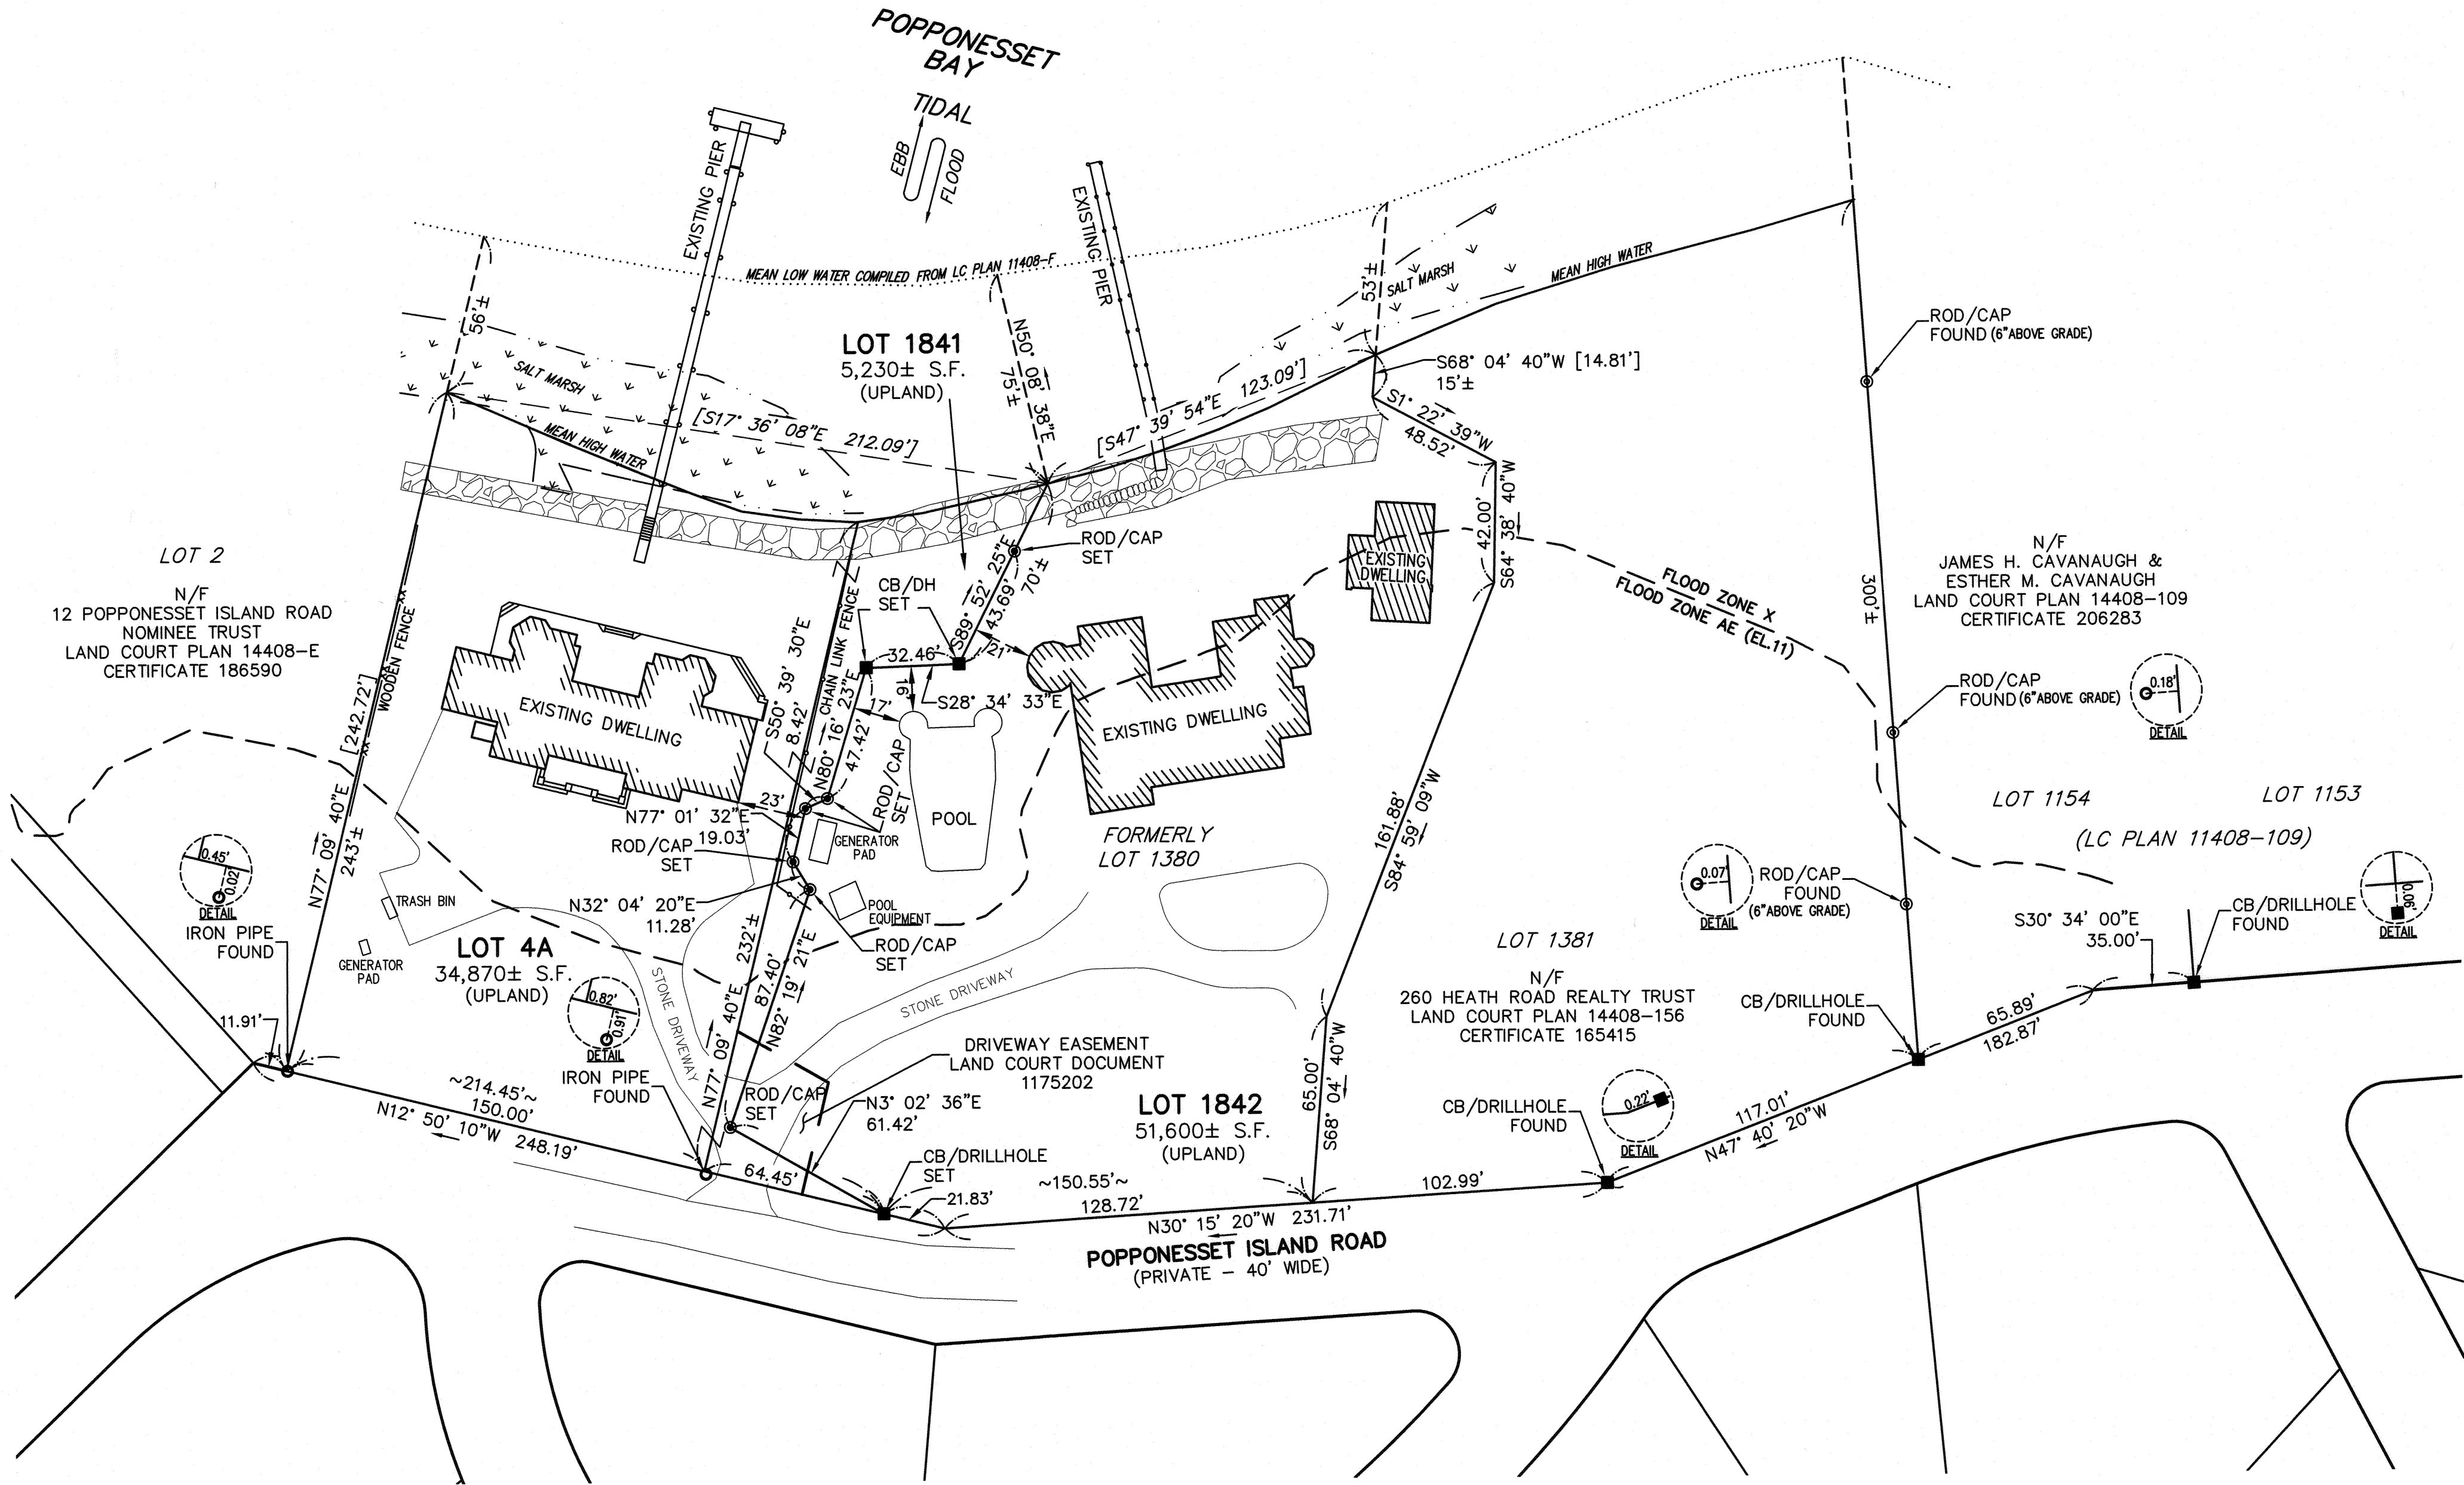 POPPONESSET
BAY
TIDAL
EBB
FLOOD
EXISTING PIER
EXISTING PIER
MEAN LOW WATER COMPILED FROM LC PLAN 11408-F
56'±
SALT MARSH
MEAN HIGH WATER
[S17° 36' 08"E 212.09']
LOT 1841
5,230± S.F.
(UPLAND)
N50° 08' 38"E
75'±
[S47° 39' 54"E 123.09']
53'±
SALT MARSH
MEAN HIGH WATER
S68° 04' 40"W [14.81']
15'±
S1° 22' 39"W
48.52'
S64° 38' 40"W
42.00'
ROD/CAP
FOUND (6"ABOVE GRADE)
LOT 2
N/F
12 POPPONESSET ISLAND ROAD
NOMINEE TRUST
LAND COURT PLAN 14408-E
CERTIFICATE 186590
WOODEN FENCE
N77° 09' 40"E [242.72']
243'±
EXISTING DWELLING
CHAIN LINK FENCE
CB/DH
SET
ROD/CAP
SET
S89° 52' 25"E
43.69'
70'±
32.46'
21'
16'
17'
S28° 34' 33"E
S50° 39' 30"E
8.42'
N80° 16' 23"E
47.42'
ROD/CAP
SET
23'
N77° 01' 32"E
19.03'
ROD/CAP
SET
GENERATOR
PAD
POOL
EXISTING DWELLING
EXISTING
DWELLING
FLOOD ZONE X
FLOOD ZONE AE (EL.11)
300'±
N/F
JAMES H. CAVANAUGH &
ESTHER M. CAVANAUGH
LAND COURT PLAN 14408-109
CERTIFICATE 206283
ROD/CAP
FOUND (6"ABOVE GRADE)
0.18'
DETAIL
LOT 1154
LOT 1153
(LC PLAN 11408-109)
FORMERLY
LOT 1380
161.88'
S84° 59' 09"W
0.45'
0.02'
DETAIL
IRON PIPE
FOUND
TRASH BIN
GENERATOR
PAD
LOT 4A
34,870± S.F.
(UPLAND)
N32° 04' 20"E
11.28'
POOL
EQUIPMENT
ROD/CAP
SET
0.07'
DETAIL
ROD/CAP
FOUND
(6"ABOVE GRADE)
S30° 34' 00"E
35.00'
CB/DRILLHOLE
FOUND
0.06'
DETAIL
LOT 1381
N/F
260 HEATH ROAD REALTY TRUST
LAND COURT PLAN 14408-156
CERTIFICATE 165415
CB/DRILLHOLE
FOUND
65.89'
182.87'
STONE DRIVEWAY
STONE DRIVEWAY
232'±
N77° 09' 40"E
87.40'
N82° 19' 21"E
0.82'
0.91'
DETAIL
IRON PIPE
FOUND
ROD/CAP
SET
11.91'
~214.45'~
150.00'
N12° 50' 10"W 248.19'
DRIVEWAY EASEMENT
LAND COURT DOCUMENT
1175202
N3° 02' 36"E
61.42'
64.45'
CB/DRILLHOLE
SET
21.83'
LOT 1842
51,600± S.F.
(UPLAND)
65.00'
S68° 04' 40"W
CB/DRILLHOLE
FOUND
0.22'
DETAIL
117.01'
N47° 40' 20"W
~150.55'~
128.72'
102.99'
N30° 15' 20"W 231.71'
POPPONESSET ISLAND ROAD
(PRIVATE - 40' WIDE)